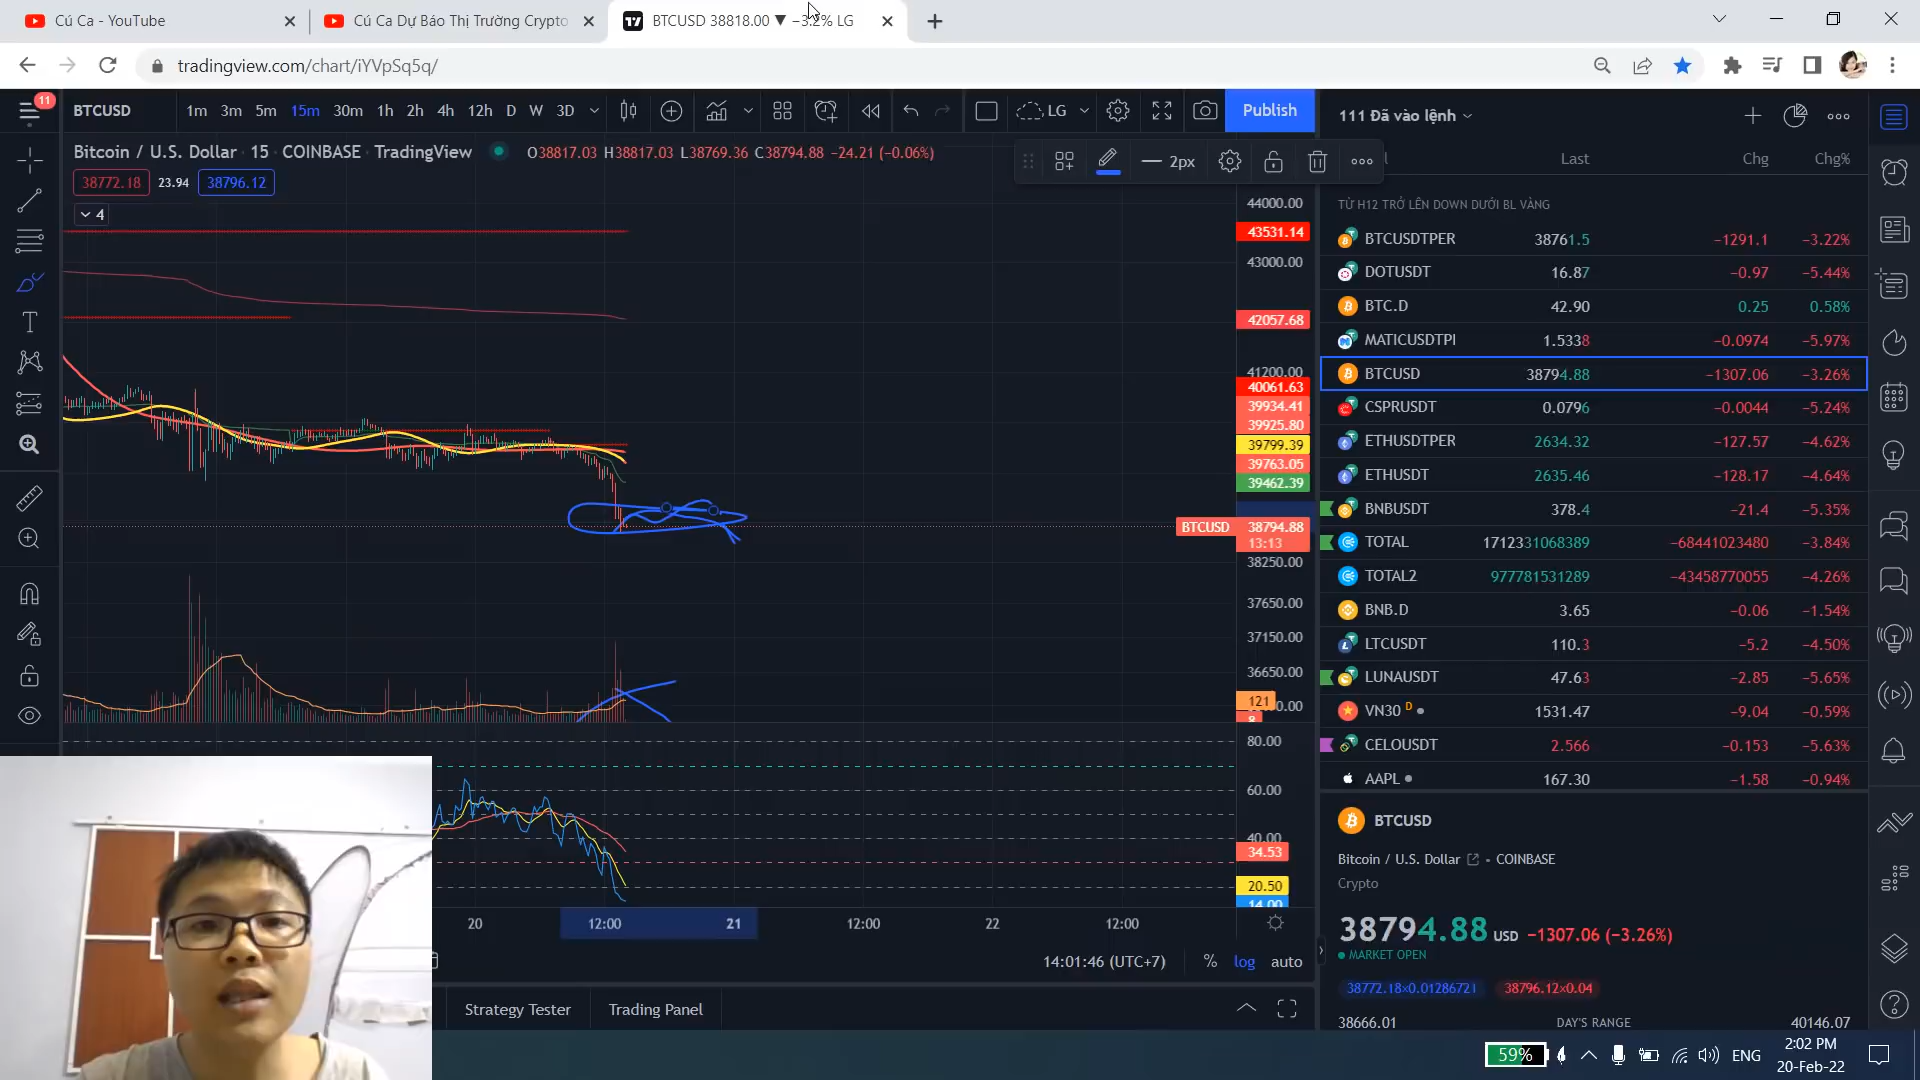 Cú Ca - YouTube
Cú Ca Dự Báo Thị Trường Crypto
BTCUSD 38818.00 ▼ −3.2% LG
tradingview.com/chart/iYVpSq5q/
11
BTCUSD 1m 3m 5m 15m 30m 1h 2h 4h 12h D W 3D LG Publish
Bitcoin / U.S. Dollar · 15 · COINBASE · TradingView O38817.03 H38817.03 L38769.36 C38794.88 −24.21 (−0.06%)
38772.18 23.94 38796.12
4
2px
44000.00
43531.14
43000.00
42057.68
41200.00
40061.63
39934.41
39925.80
39799.39
39763.05
39462.39
BTCUSD 38794.88
13:13
38250.00
37650.00
37150.00
36650.00
121
80.00
60.00
40.00
34.53
20.50
14.00
20 12:00 21 12:00 22 12:00
14:01:46 (UTC+7) % log auto
Strategy Tester Trading Panel
111 Đã vào lệnh
Last Chg Chg%
TỪ H12 TRỞ LÊN DOWN DƯỚI BL VÀNG
BTCUSDTPER 38761.5 −1291.1 −3.22%
DOTUSDT 16.87 −0.97 −5.44%
BTC.D 42.90 0.25 0.58%
MATICUSDTPI 1.5338 −0.0974 −5.97%
BTCUSD 38794.88 −1307.06 −3.26%
CSPRUSDT 0.0796 −0.0044 −5.24%
ETHUSDTPER 2634.32 −127.57 −4.62%
ETHUSDT 2635.46 −128.17 −4.64%
BNBUSDT 378.4 −21.4 −5.35%
TOTAL 1712331068389 −68441023480 −3.84%
TOTAL2 977781531289 −43458770055 −4.26%
BNB.D 3.65 −0.06 −1.54%
LTCUSDT 110.3 −5.2 −4.50%
LUNAUSDT 47.63 −2.85 −5.65%
VN30 D 1531.47 −9.04 −0.59%
CELOUSDT 2.566 −0.153 −5.63%
AAPL 167.30 −1.58 −0.94%
BTCUSD
Bitcoin / U.S. Dollar • COINBASE
Crypto
38794.88 USD −1307.06 (−3.26%)
MARKET OPEN
38772.18×0.01286721 38796.12×0.04
38666.01 DAY'S RANGE 40146.07
59% ENG 2:02 PM
20-Feb-22